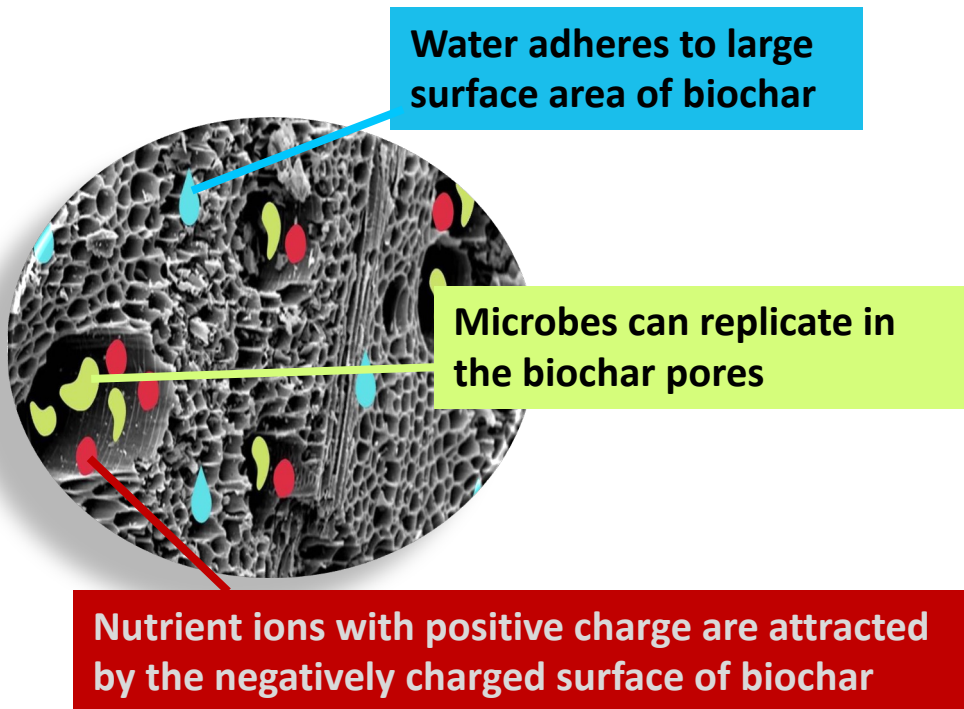 Water adheres to large
surface area of biochar
Microbes can replicate in
the biochar pores
Nutrient ions with positive charge are attracted
by the negatively charged surface of biochar